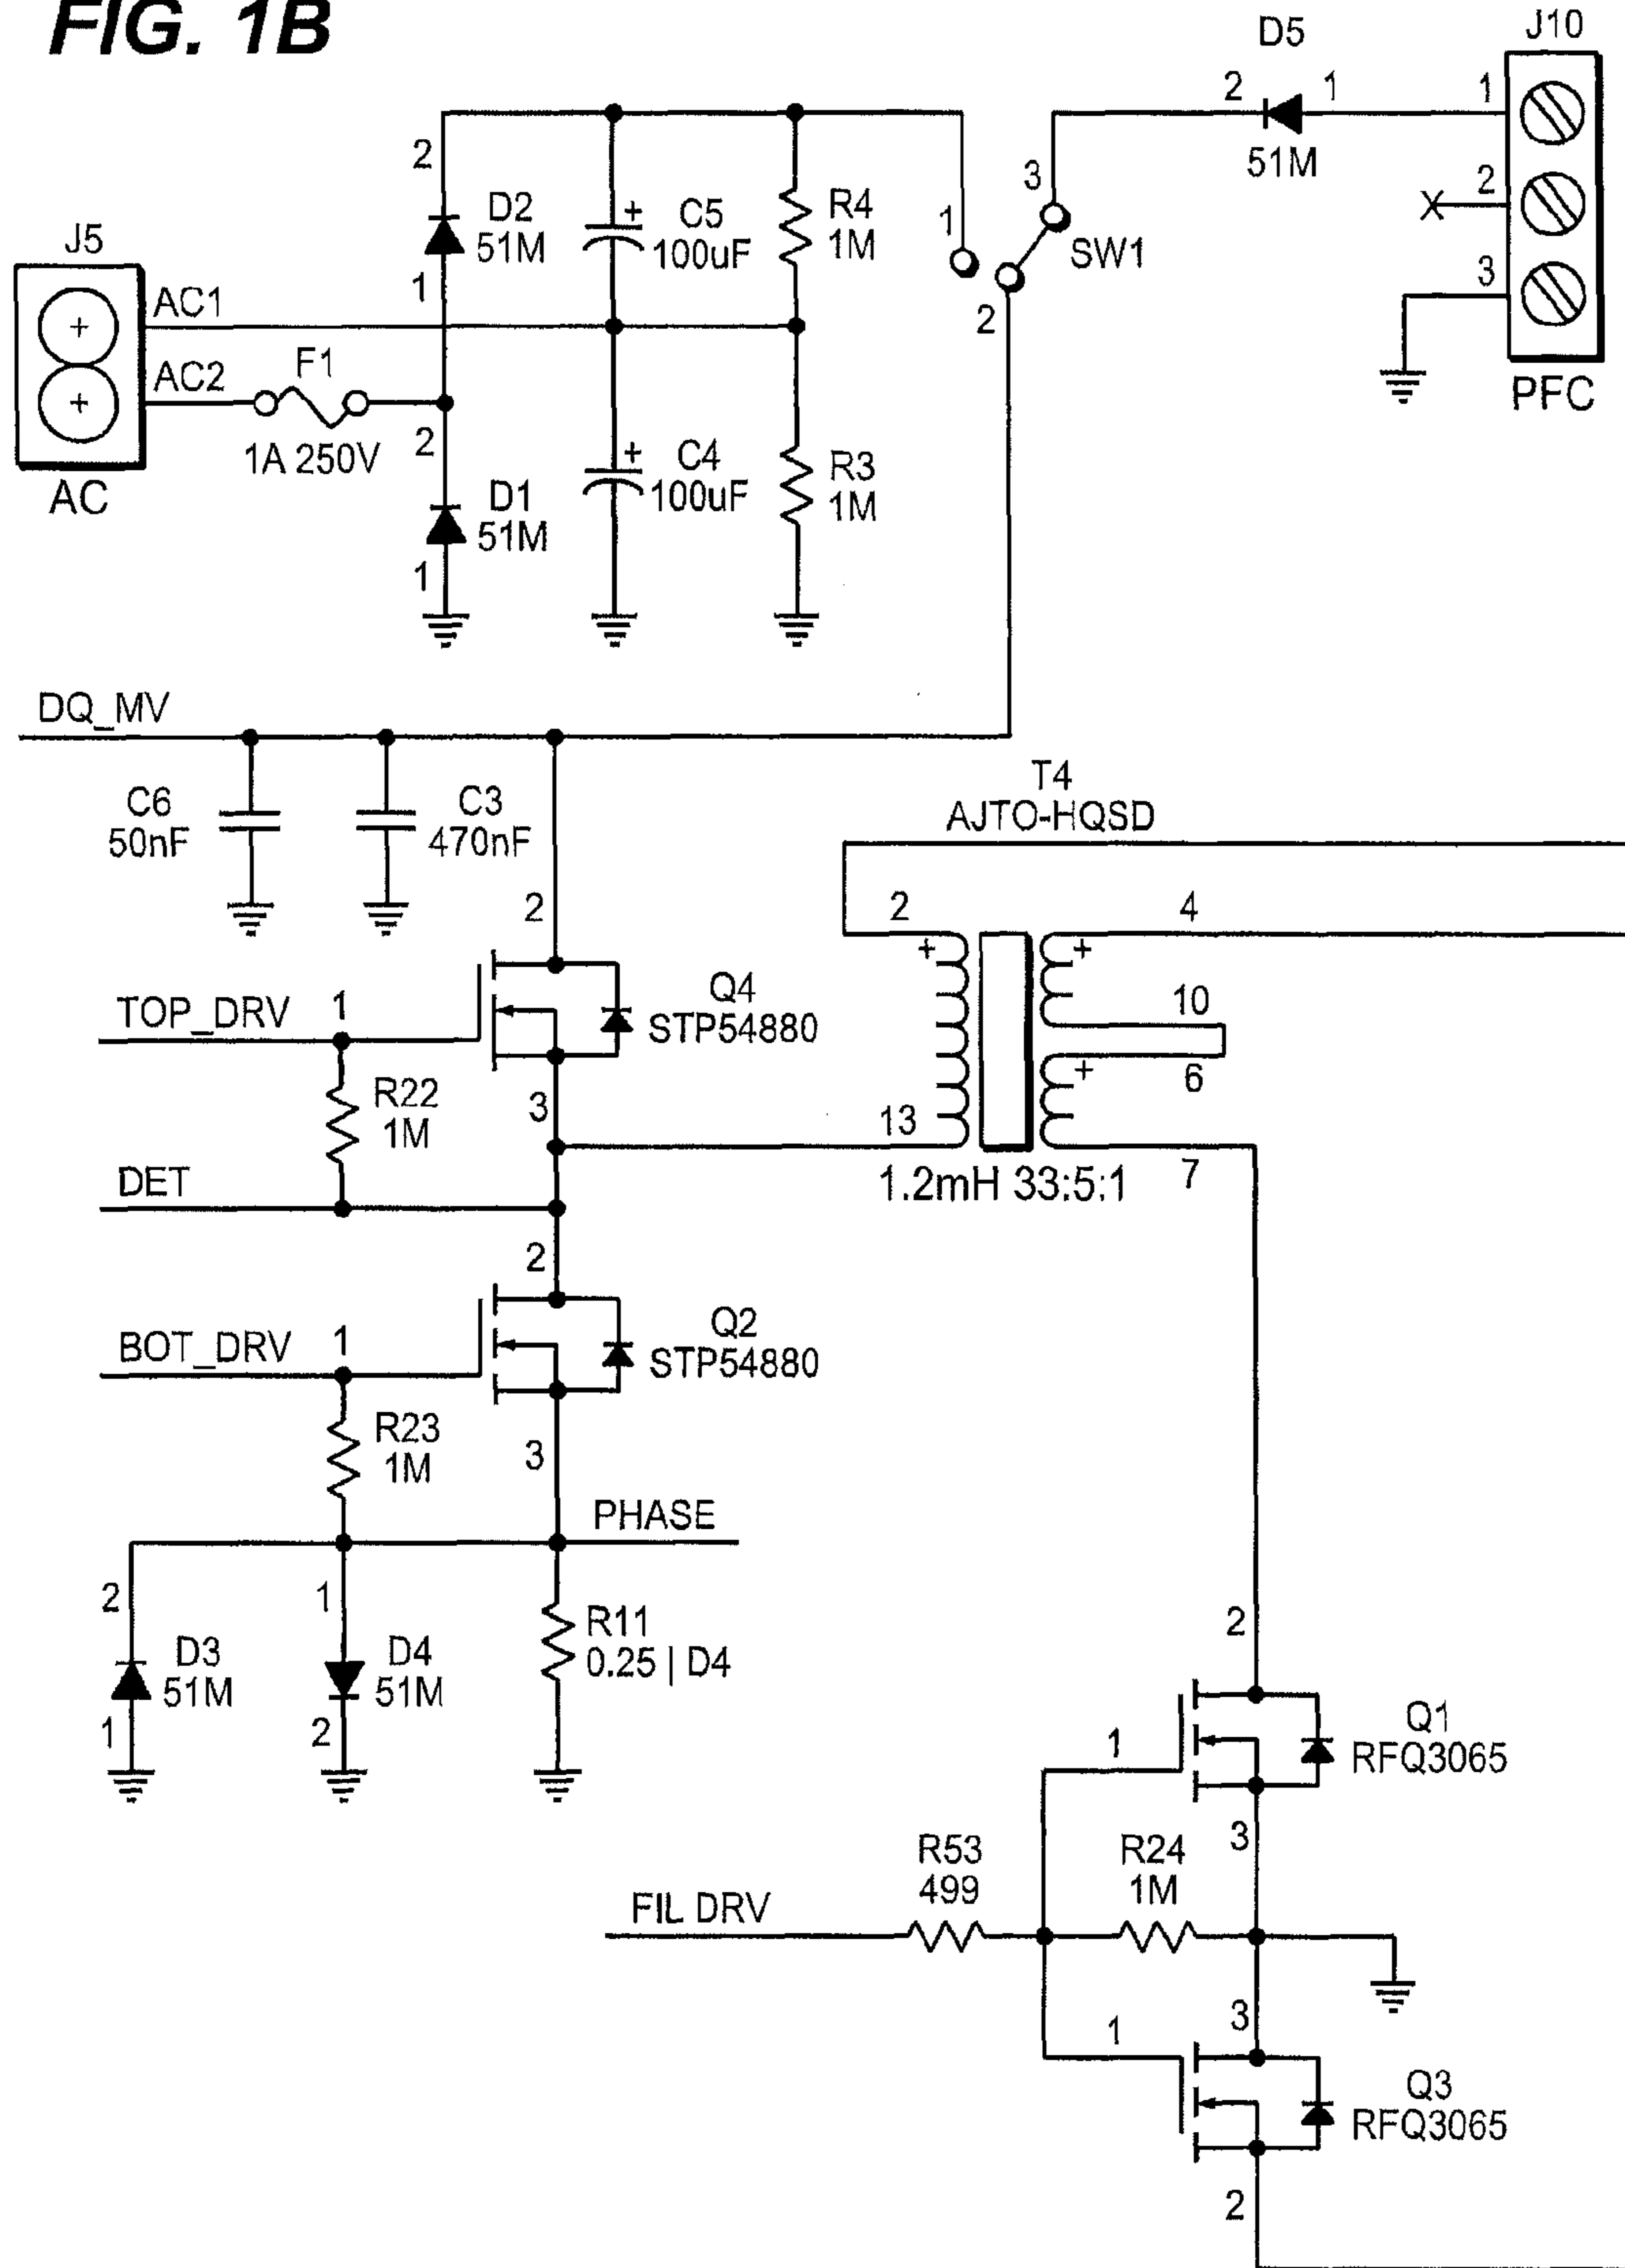 FIG. 1B
J10
D5
2
1
1
51M
2
3
PFC
3
1
SW1
2
2
D2
51M
1
+
C5
100uF
R4
1M
J5
+
+
AC
AC1
AC2
F1
1A 250V
2
D1
51M
1
+
C4
100uF
R3
1M
DQ_MV
C6
50nF
C3
470nF
T4
AJTO-HQSD
2
+
13
+
4
10
+
6
7
1.2mH 33:5:1
2
TOP_DRV
1
Q4
STP54880
R22
1M
3
DET
2
BOT_DRV
1
Q2
STP54880
R23
1M
3
PHASE
2
D3
51M
1
1
D4
51M
2
R11
0.25 | D4
2
1
Q1
RFQ3065
3
FIL DRV
R53
499
R24
1M
3
1
Q3
RFQ3065
2